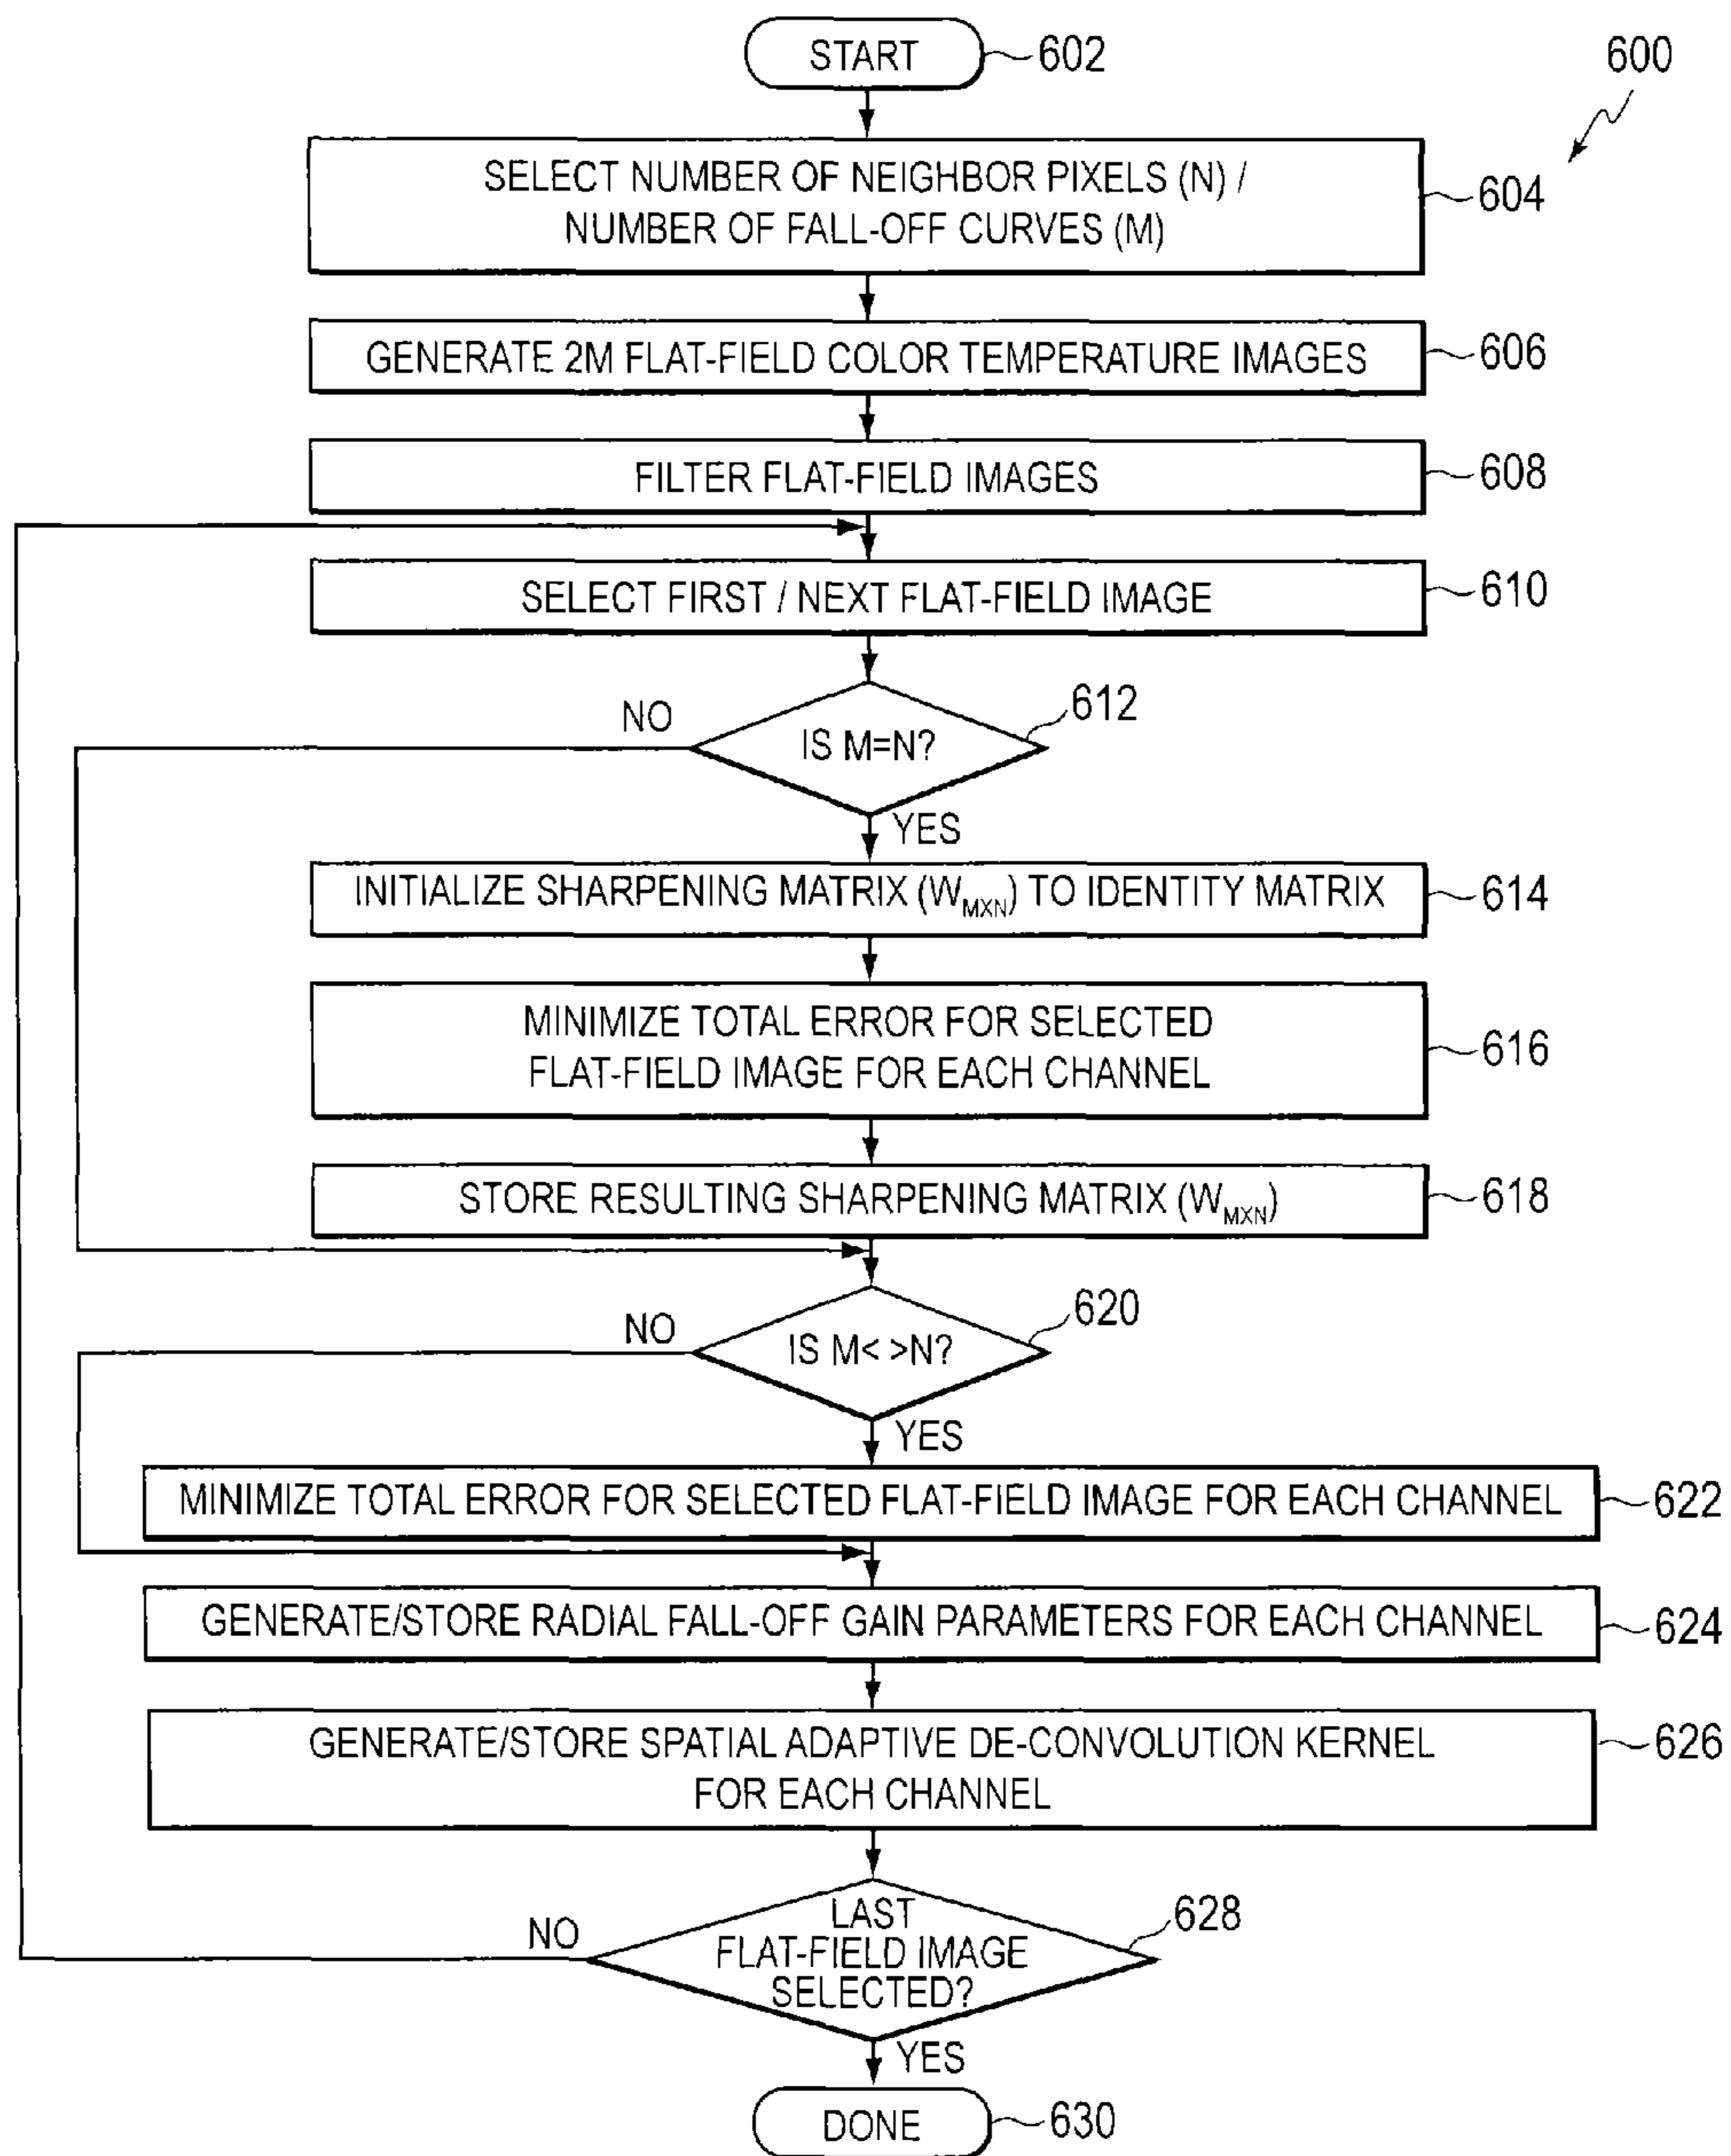 START
602
600
SELECT NUMBER OF NEIGHBOR PIXELS (N) /
NUMBER OF FALL-OFF CURVES (M)
604
GENERATE 2M FLAT-FIELD COLOR TEMPERATURE IMAGES
606
FILTER FLAT-FIELD IMAGES
608
SELECT FIRST / NEXT FLAT-FIELD IMAGE
610
NO
IS M=N?
612
YES
INITIALIZE SHARPENING MATRIX (WMXN) TO IDENTITY MATRIX
614
MINIMIZE TOTAL ERROR FOR SELECTED
FLAT-FIELD IMAGE FOR EACH CHANNEL
616
STORE RESULTING SHARPENING MATRIX (WMXN)
618
NO
IS M< >N?
620
YES
MINIMIZE TOTAL ERROR FOR SELECTED FLAT-FIELD IMAGE FOR EACH CHANNEL
622
GENERATE/STORE RADIAL FALL-OFF GAIN PARAMETERS FOR EACH CHANNEL
624
GENERATE/STORE SPATIAL ADAPTIVE DE-CONVOLUTION KERNEL
FOR EACH CHANNEL
626
NO
LAST
FLAT-FIELD IMAGE
SELECTED?
628
YES
DONE
630